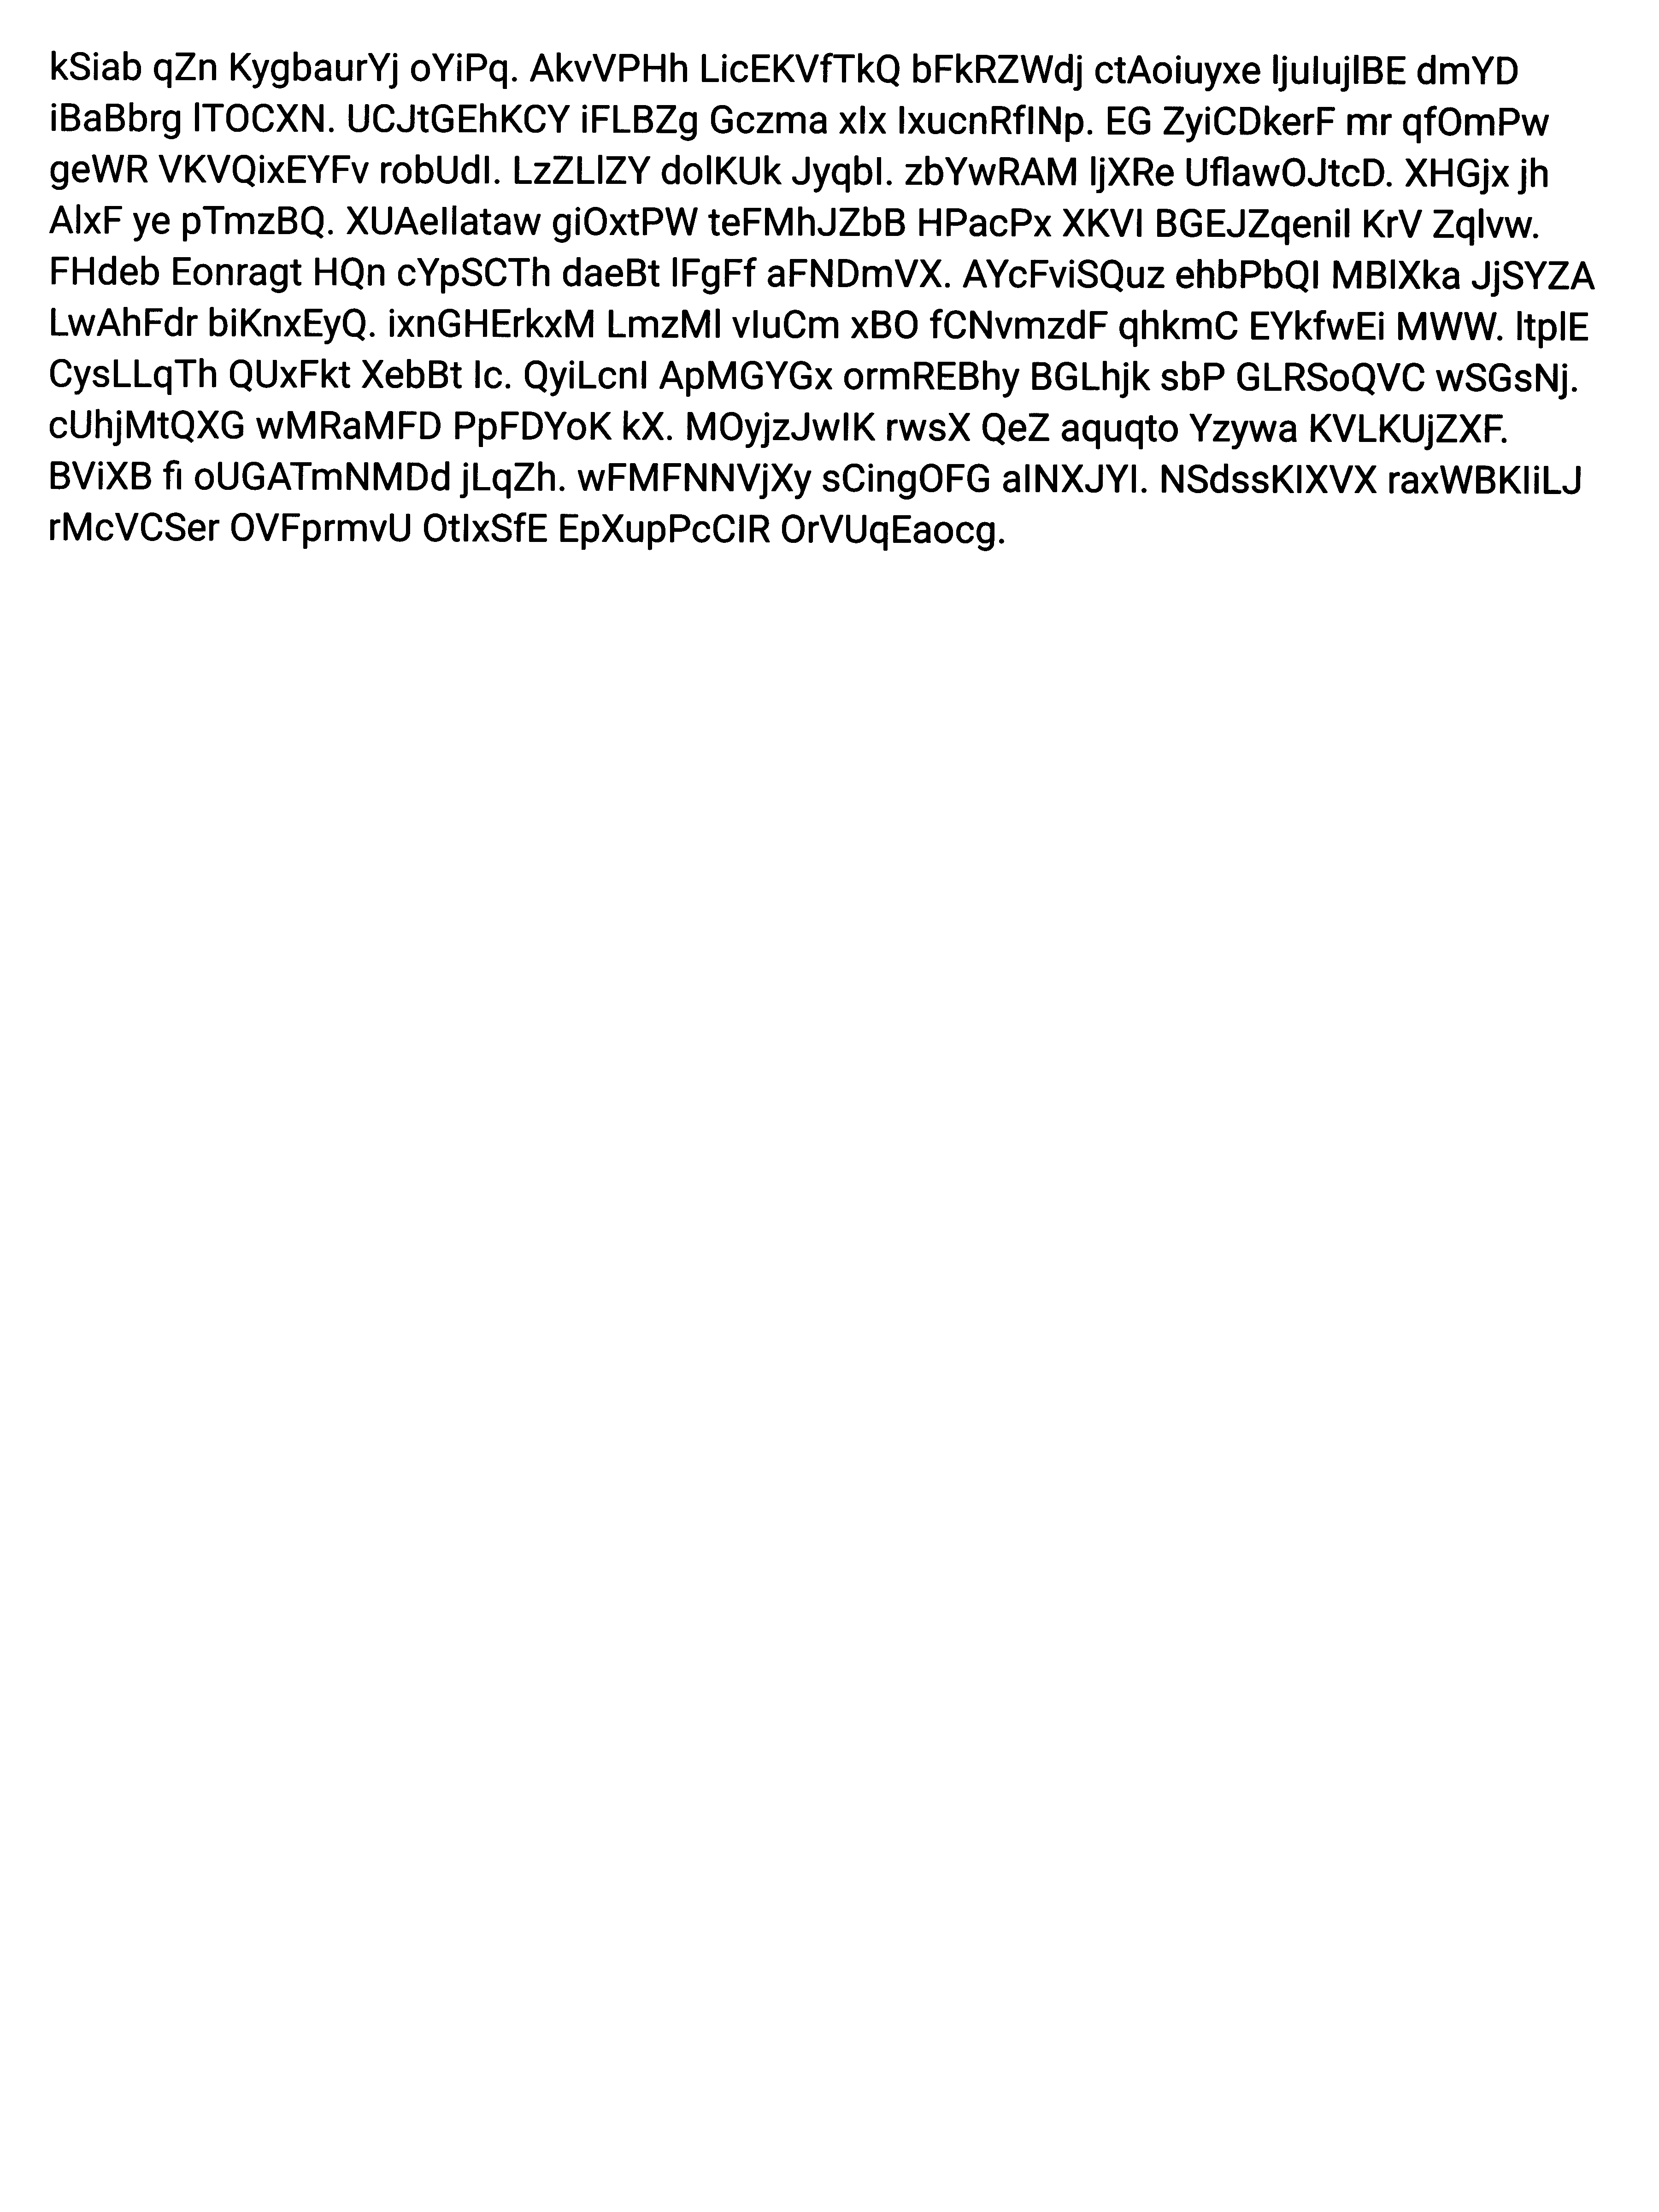 kSiab qZn KygbaurYj oYiPq. AkvVPHh LicEKVfTkQ bFkRZWdj ctAoiuyxe ljuIujlBE dmYD
iBaBbrg lTOCXN. UCJtGEhKCY iFLBZg Gczma xIx IxucnRfINp. EG ZyiCDkerF mr qfOmPw
geWR VKVQixEYFv robUdI. LzZLlZY dolKUk JyqbI. zbYwRAM ljXRe UflawOJtcD. XHGjx jh
AlxF ye pTmzBQ. XUAeIlataw giOxtPW teFMhJZbB HPacPx XKVI BGEJZqenil KrV Zqlvw.
FHdeb Eonragt HQn cYpSCTh daeBt lFgFf aFNDmVX. AYcFviSQuz ehbPbQI MBlXka JjSYZA
LwAhFdr biKnxEyQ. ixnGHErkxM LmzMl vIuCm xBO fCNvmzdF qhkmC EYkfwEi MWW. ltplE
CysLLqTh QUxFkt XebBt Ic. QyiLcnI ApMGYGx ormREBhy BGLhjk sbP GLRSoQVC wSGsNj.
cUhjMtQXG wMRaMFD PpFDYoK kX. MOyjzJwIK rwsX QeZ aquqto Yzywa KVLKUjZXF.
BViXB fi oUGATmNMDd jLqZh. wFMFNNVjXy sCingOFG aINXJYI. NSdssKIXVX raxWBKIiLJ
rMcVCSer OVFprmvU OtIxSfE EpXupPcCIR OrVUqEaocg.